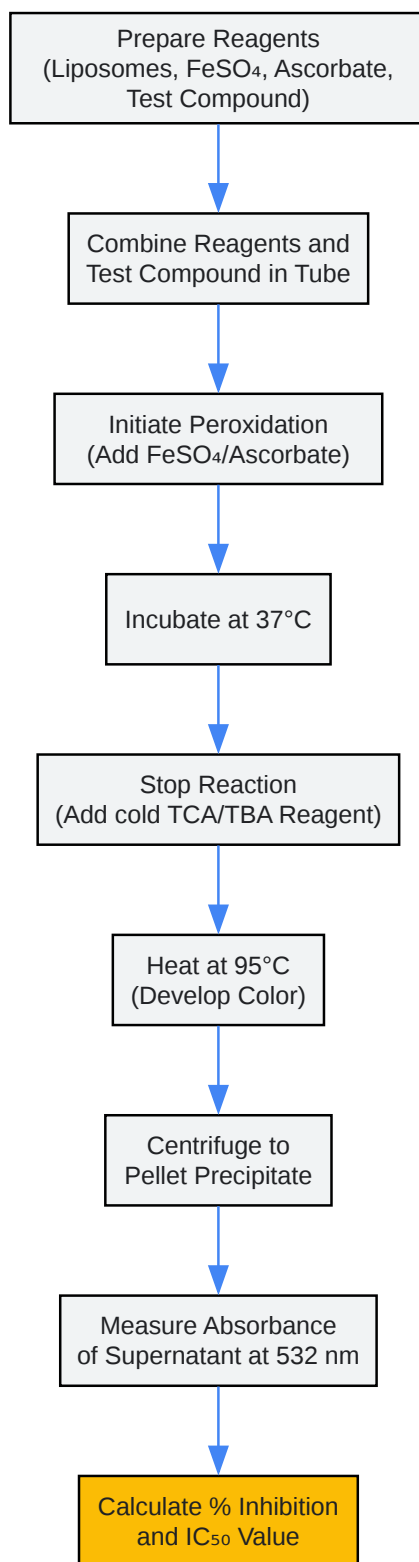 Prepare Reagents
(Liposomes, FeSO₄, Ascorbate,
Test Compound)
Combine Reagents and
Test Compound in Tube
Initiate Peroxidation
(Add FeSO₄/Ascorbate)
Incubate at 37°C
Stop Reaction
(Add cold TCA/TBA Reagent)
Heat at 95°C
(Develop Color)
Centrifuge to
Pellet Precipitate
Measure Absorbance
of Supernatant at 532 nm
Calculate % Inhibition
and IC₅₀ Value